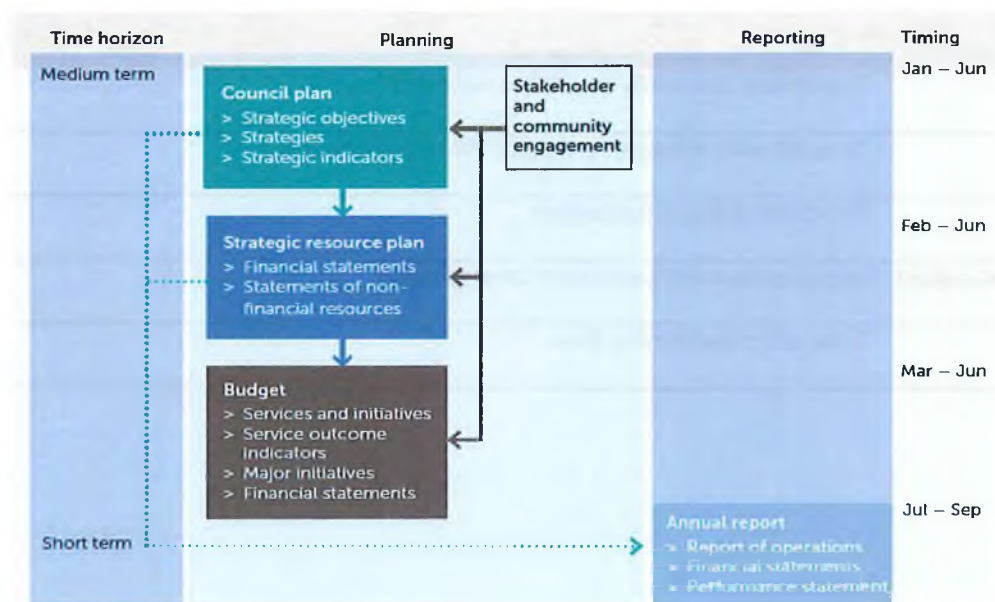 Time horizon
Planning
Reporting
Timing
Medium term
Jan – Jun
Council plan
> Strategic objectives
> Strategies
> Strategic indicators
Stakeholder
and
community
engagement
Feb – Jun
Strategic resource plan
> Financial statements
> Statements of non-
financial resources
Mar – Jun
Budget
> Services and initiatives
> Service outcome
indicators
> Major initiatives
> Financial statements
Jul – Sep
Short term
Annual report
> Report of operations
> Financial statements
> Performance statement